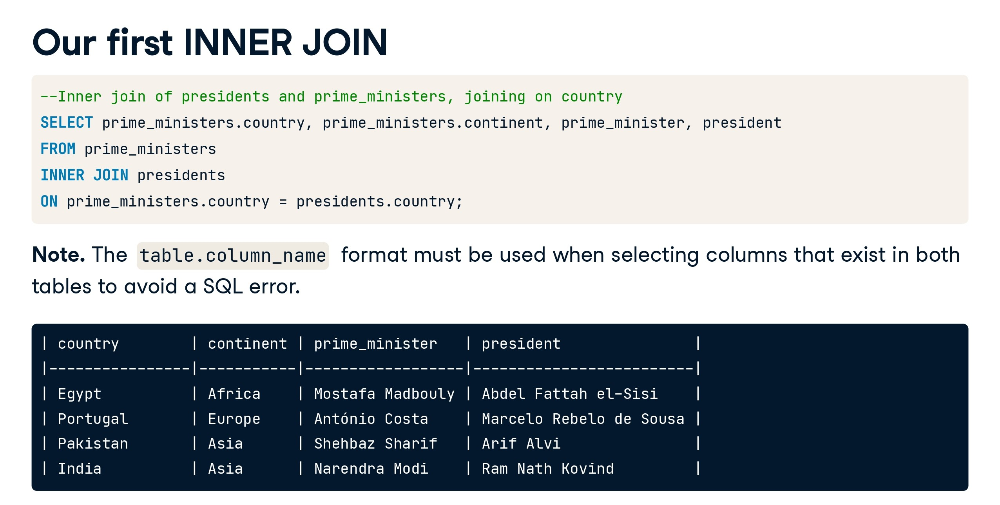 Our first INNER JOIN
--Inner join of presidents and prime_ministers, joining on country
SELECT prime_ministers.country, prime_ministers.continent, prime_minister, president
FROM prime_ministers
INNER JOIN presidents
ON prime_ministers.country = presidents.country;
Note. The table.column_name format must be used when selecting columns that exist in both
tables to avoid a SQL error.
| country        | continent | prime_minister   | president               |
|----------------|-----------|------------------|-------------------------|
| Egypt          | Africa    | Mostafa Madbouly | Abdel Fattah el-Sisi    |
| Portugal       | Europe    | António Costa    | Marcelo Rebelo de Sousa |
| Pakistan       | Asia      | Shehbaz Sharif   | Arif Alvi               |
| India          | Asia      | Narendra Modi    | Ram Nath Kovind         |